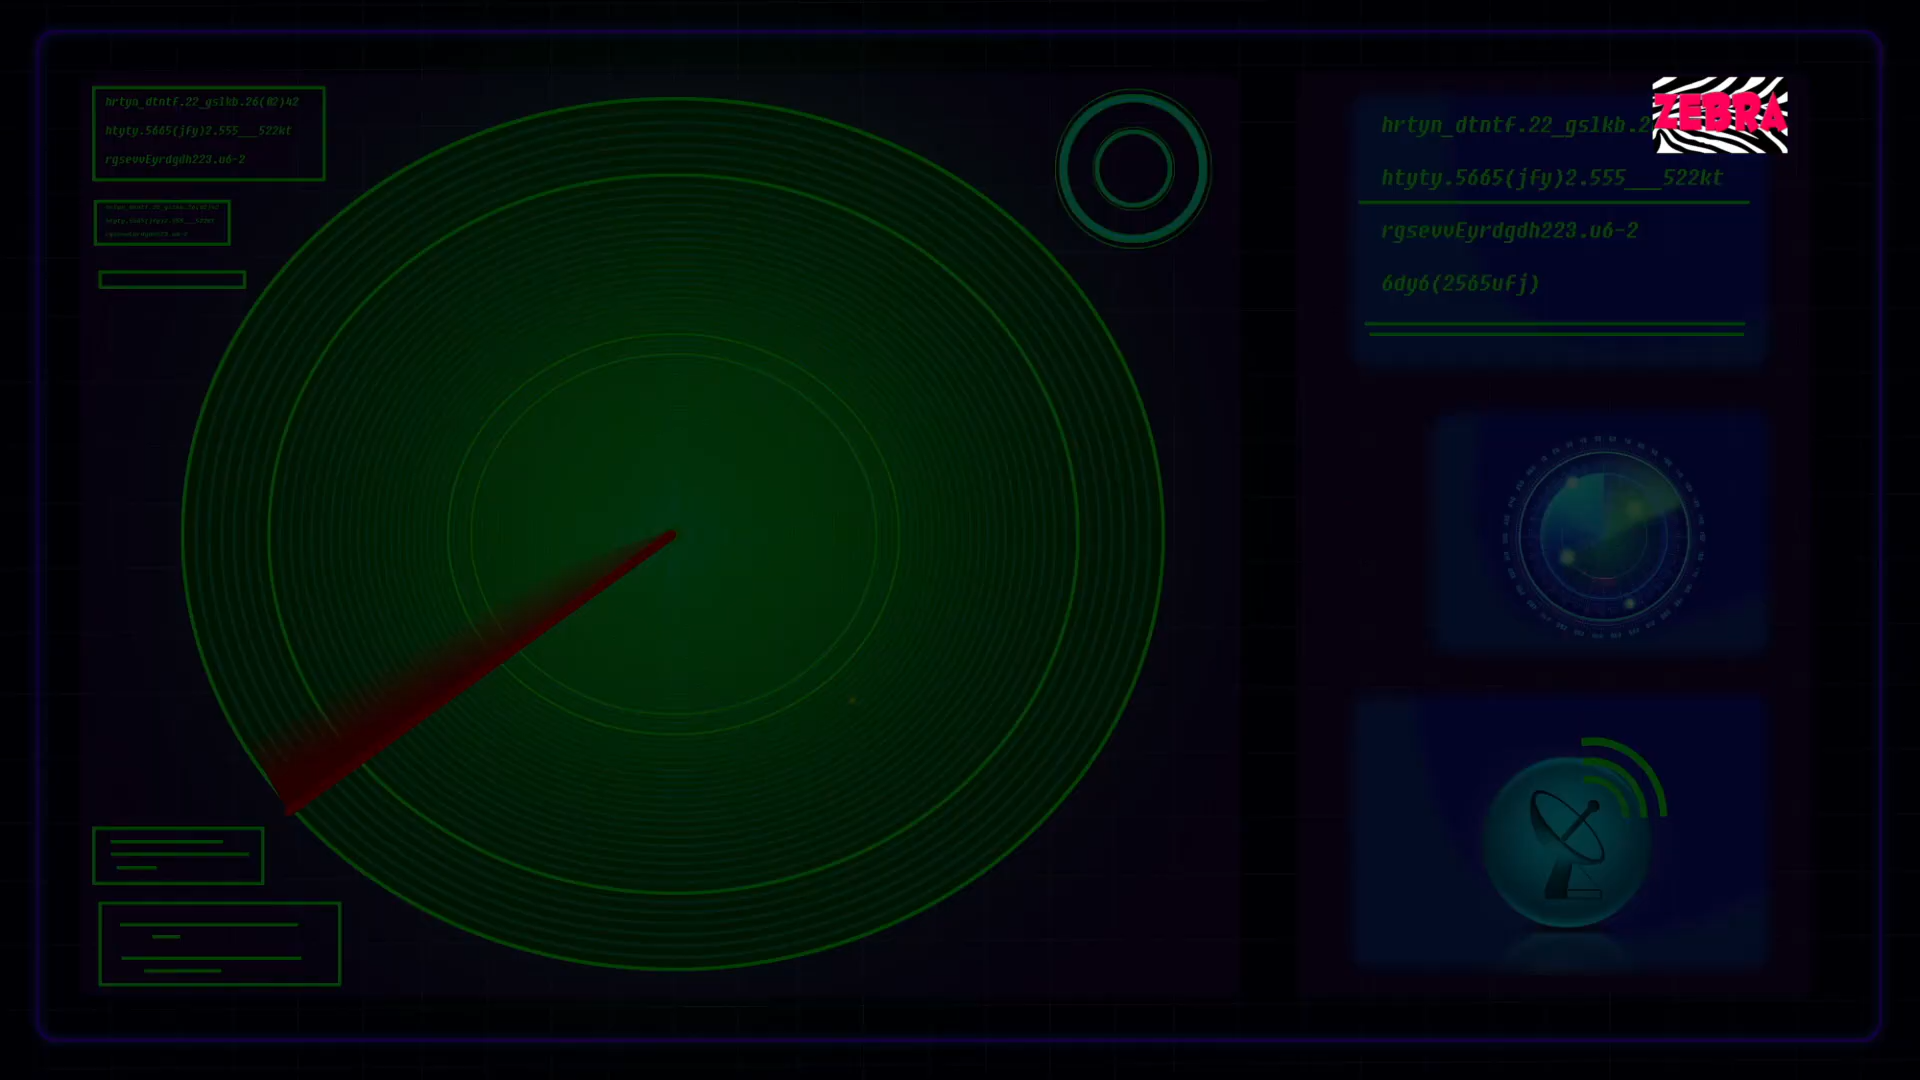 hrtyn_dtntf.22_gslkb.26(02)42
htyty.5665(jfy)2.555___522kt
rgsevvEyrdgdh223.u6-2
hrtyn_dtntf.22_gslkb.2
ZEBRA
htyty.5665(jfy)2.555___522kt
rgsevvEyrdgdh223.u6-2
6dy6(2565ufj)